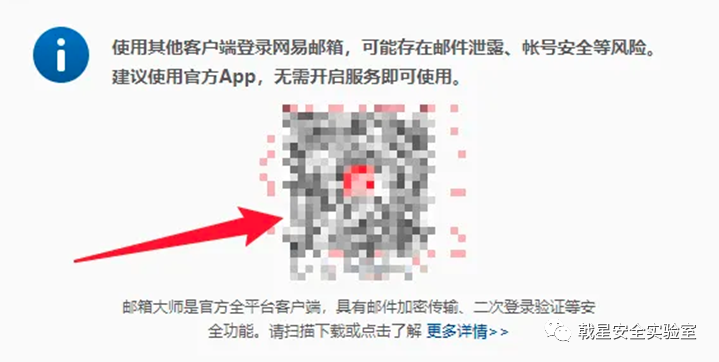 使用其他客户端登录网易邮箱，可能存在邮件泄露、帐号安全等风险。
建议使用官方App，无需开启服务即可使用。
邮箱大师是官方全平台客户端，具有邮件加密传输、二次登录验证等安
全功能。请扫描下载或点击了解 更多详情>>
戟星安全实验室